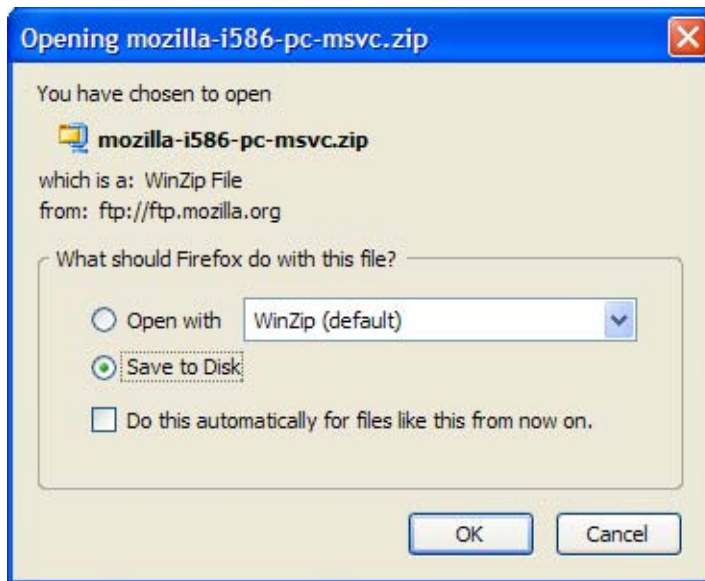 Opening mozilla-i586-pc-msvc.zip
You have chosen to open
mozilla-i586-pc-msvc.zip
which is a: WinZip File
from: ftp://ftp.mozilla.org
What should Firefox do with this file?
Open with WinZip (default)
Save to Disk
Do this automatically for files like this from now on.
OK Cancel